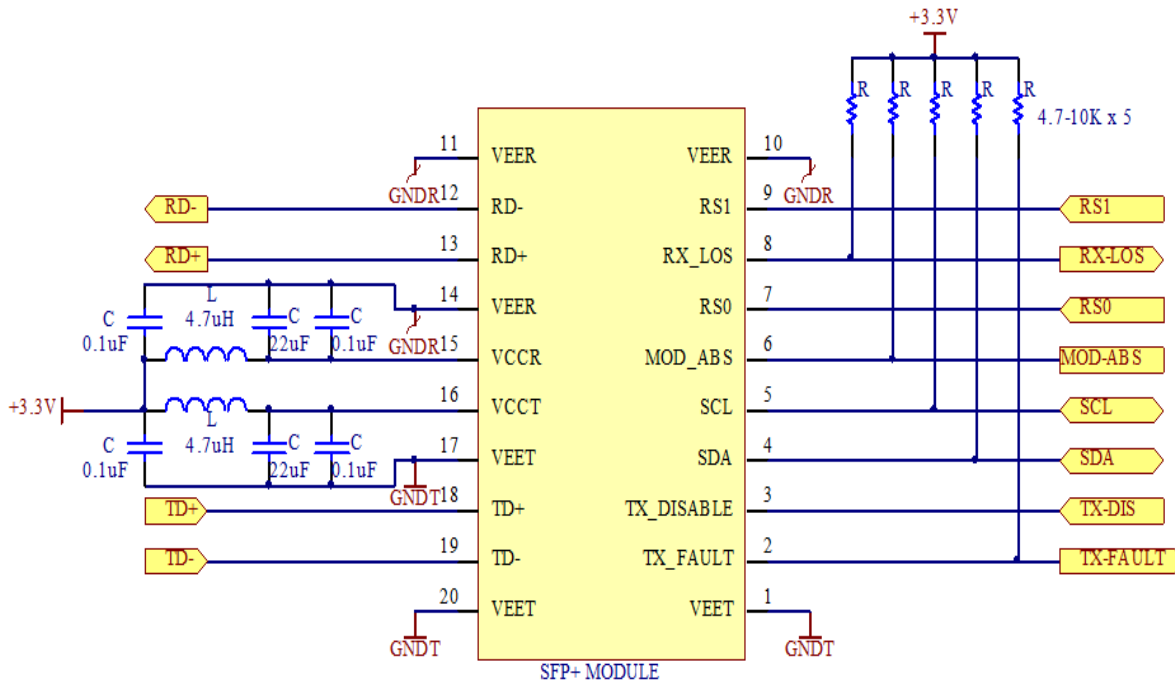 +3.3V
R R R R R
4.7-10K x 5
11 VEER VEER 10
GNDR GNDR
RD- 12 RD- RS1 9 RS1
RD+ 13 RD+ RX_LOS 8 RX-LOS
L
4.7uH
C
0.1uF
C
22uF
C
0.1uF
14 VEER RS0 7 RS0
GNDR
15 VCCR MOD_ABS 6 MOD-ABS
+3.3V
16 VCCT SCL 5 SCL
L
4.7uH
C
0.1uF
C
22uF
C
0.1uF
17 VEET SDA 4 SDA
GNDT
TD+ 18 TD+ TX_DISABLE 3 TX-DIS
TD- 19 TD- TX_FAULT 2 TX-FAULT
20 VEET VEET 1
GNDT GNDT
SFP+ MODULE